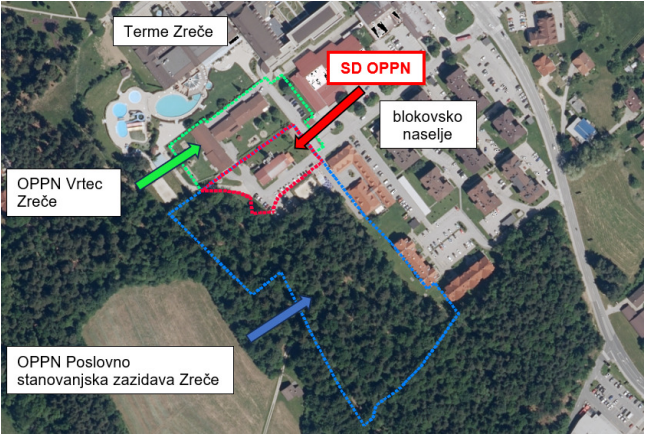 Terme Zreče
SD OPPN
blokovsko
naselje
OPPN Vrtec
Zreče
OPPN Poslovno
stanovanjska zazidava Zreče